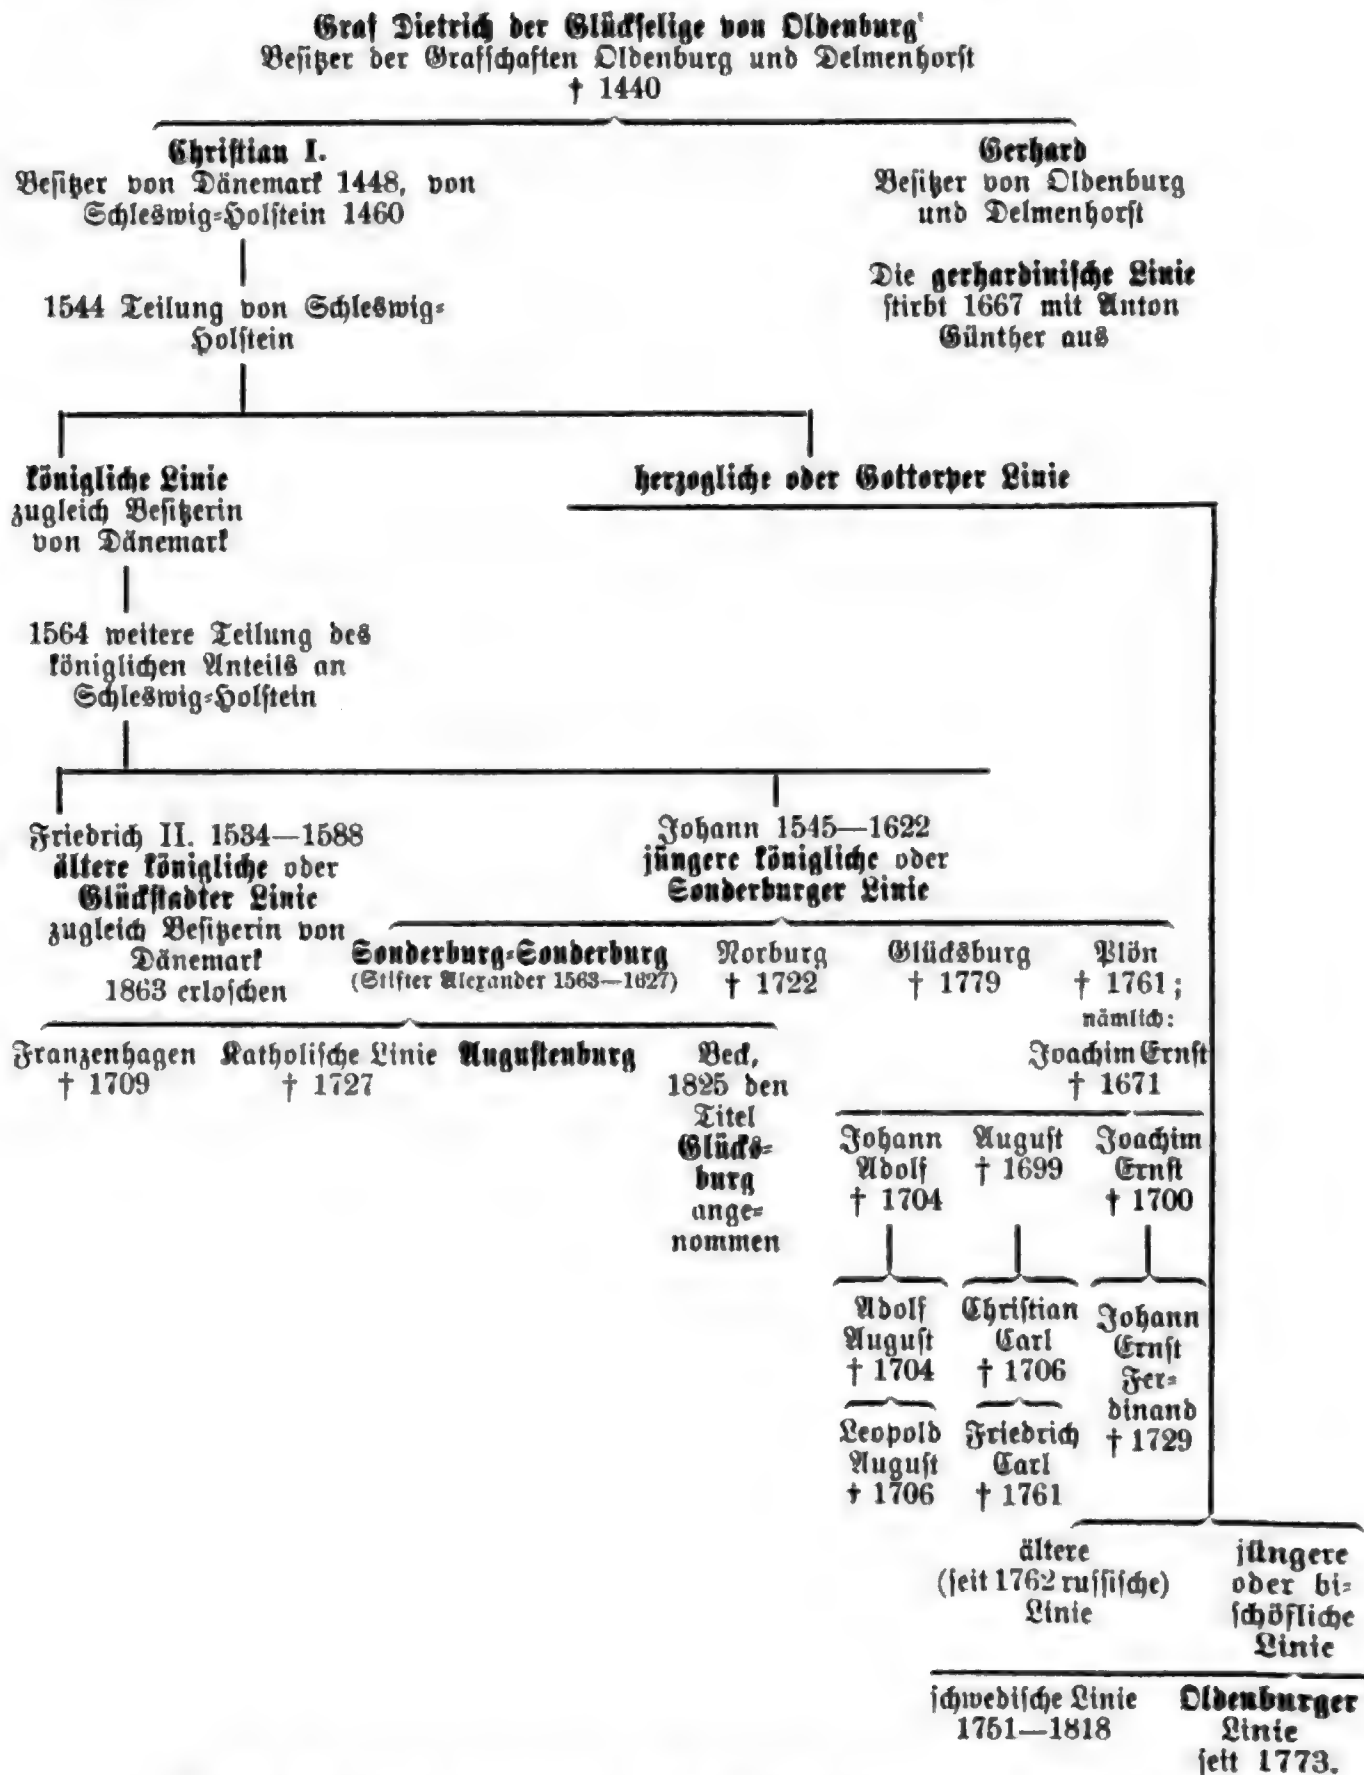 Graf Dietrich der Glückselige von Oldenburg
Besitzer der Grafschaften Oldenburg und Delmenhorst
† 1440
Christian I.
Besitzer von Dänemark 1448, von
Schleswig-Holstein 1460
Gerhard
Besitzer von Oldenburg
und Delmenhorst
Die gerhardinische Linie
stirbt 1667 mit Anton
Günther aus
1544 Teilung von Schleswig-
Holstein
königliche Linie
zugleich Besitzerin
von Dänemark
herzogliche oder Gottorper Linie
1564 weitere Teilung des
königlichen Anteils an
Schleswig-Holstein
Friedrich II. 1534—1588
ältere königliche oder
Glückstadter Linie
zugleich Besitzerin von
Dänemark
1863 erloschen
Johann 1545—1622
jüngere königliche oder
Sonderburger Linie
Sonderburg-Sonderburg
(Stifter Alexander 1563—1627)
Norburg
† 1722
Glücksburg
† 1779
Plön
† 1761;
nämlich:
Joachim Ernst
† 1671
Franzenhagen
† 1709
Katholische Linie
† 1727
Augustenburg
Beck,
1825 den
Titel
Glücks-
burg
ange-
nommen
Johann
Adolf
† 1704
August
† 1699
Joachim
Ernst
† 1700
Adolf
August
† 1704
Christian
Carl
† 1706
Johann
Ernst
Fer-
dinand
† 1729
Leopold
August
† 1706
Friedrich
Carl
† 1761
ältere
(seit 1762 russische)
Linie
jüngere
oder bi-
schöfliche
Linie
schwedische Linie
1751—1818
Oldenburger
Linie
seit 1773.